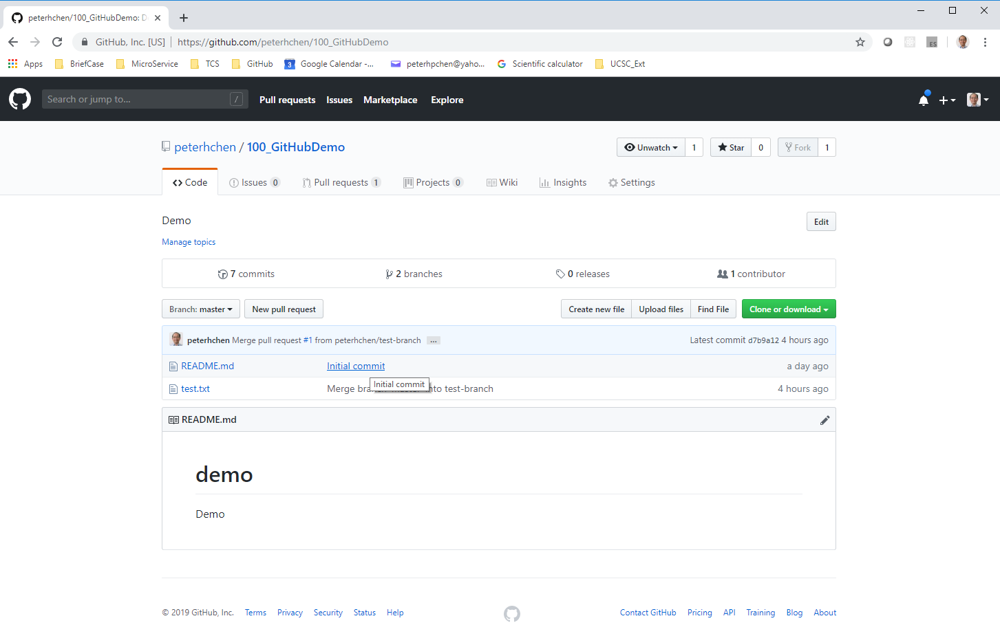 peterhchen/100_GitHubDemo: D
GitHub, Inc. [US] https://github.com/peterhchen/100_GitHubDemo ES
Apps BriefCase MicroService TCS GitHub 3 Google Calendar -... peterhpchen@yaho... G Scientific calculator UCSC_Ext
Search or jump to... / Pull requests Issues Marketplace Explore
peterhchen / 100_GitHubDemo Unwatch 1 Star 0 Fork 1
Code Issues 0 Pull requests 1 Projects 0 Wiki Insights Settings
Demo Edit
Manage topics
7 commits 2 branches 0 releases 1 contributor
Branch: master New pull request Create new file Upload files Find File Clone or download
peterhchen Merge pull request #1 from peterhchen/test-branch ... Latest commit d7b9a12 4 hours ago
README.md Initial commit a day ago
Initial commit
test.txt Merge bra nto test-branch 4 hours ago
README.md
demo
Demo
© 2019 GitHub, Inc. Terms Privacy Security Status Help Contact GitHub Pricing API Training Blog About